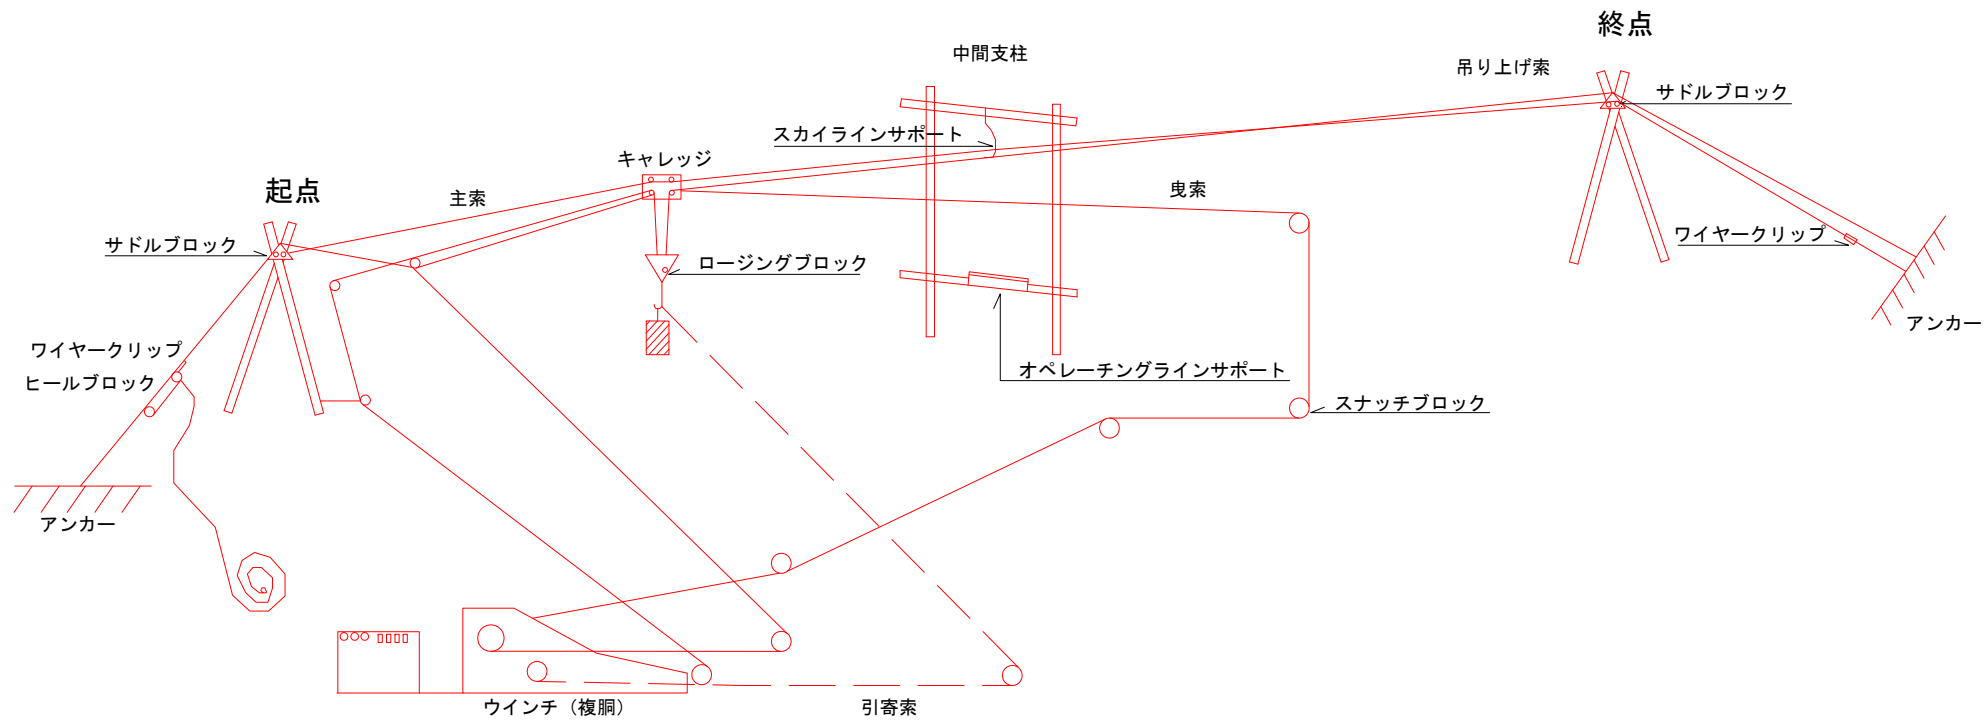 終点
中間支柱
吊り上げ索
サドルブロック
スカイラインサポート
キャレッジ
起点
主索
曳索
サドルブロック
ワイヤークリップ
ロージングブロック
アンカー
ワイヤークリップ
オペレーチングラインサポート
ヒールブロック
スナッチブロック
アンカー
ウインチ（複胴）
引寄索